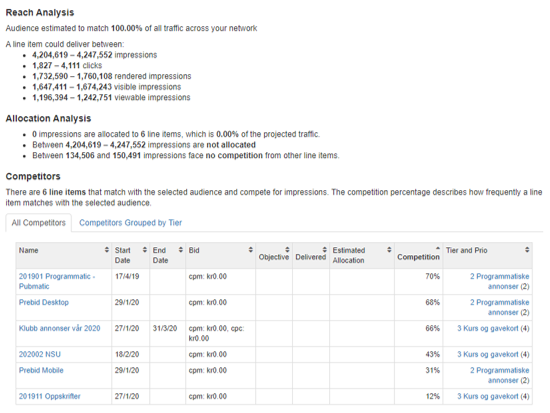 Reach Analysis
Audience estimated to match 100.00% of all traffic across your network
A line item could deliver between:
• 4,204,619 – 4,247,552 impressions
• 1,827 – 4,111 clicks
• 1,732,590 – 1,760,108 rendered impressions
• 1,647,411 – 1,674,243 visible impressions
• 1,196,394 – 1,242,751 viewable impressions
Allocation Analysis
• 0 impressions are allocated to 6 line items, which is 0.00% of the projected traffic.
• Between 4,204,619 – 4,247,552 impressions are not allocated
• Between 134,506 and 150,491 impressions face no competition from other line items.
Competitors
There are 6 line items that match with the selected audience and compete for impressions. The competition percentage describes how frequently a line
item matches with the selected audience.
All Competitors Competitors Grouped by Tier
Name Start Date End Date Bid Objective Delivered Estimated Allocation Competition Tier and Prio
201901 Programmatic - 17/4/19 cpm: kr0.00 70% 2 Programmatiske
Pubmatic annonser (2)
Prebid Desktop 29/1/20 cpm: kr0.00 68% 2 Programmatiske
annonser (2)
Klubb annonser vår 2020 27/1/20 31/3/20 cpm: kr0.00, cpc: 66% 3 Kurs og gavekort (4)
kr0.00
202002 NSU 18/2/20 cpm: kr0.00 43% 3 Kurs og gavekort (4)
Prebid Mobile 29/1/20 cpm: kr0.00 31% 2 Programmatiske
annonser (2)
201911 Oppskrifter 27/1/20 cpm: kr0.00 12% 3 Kurs og gavekort (4)